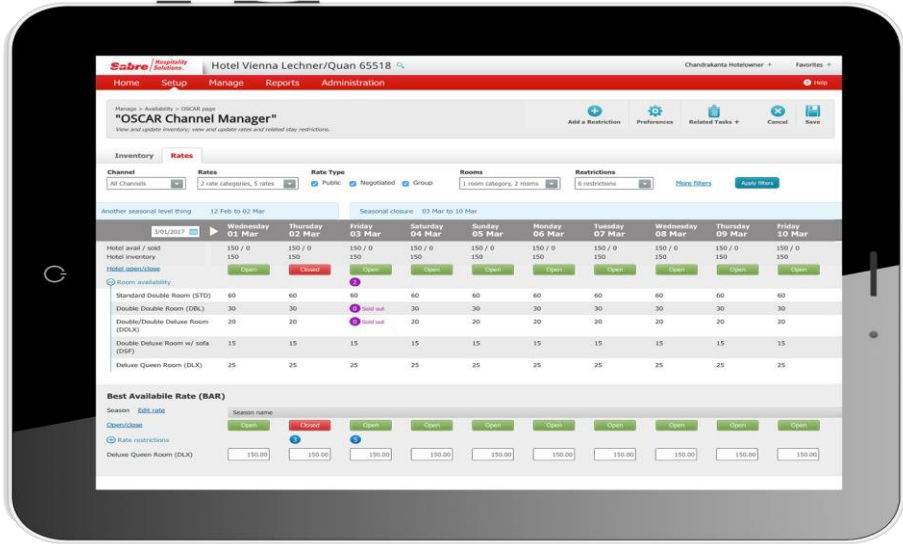 Sabre Hospitality Solutions. Hotel Vienna Lechner/Quan 65518 Chandrakanta Hotelowner + Favorites +
Home Setup Manage Reports Administration Help
Manage > Availability > OSCAR page
"OSCAR Channel Manager"
View and update inventory; view and update rates and related stay restrictions.
Add a Restriction Preferences Related Tasks + Cancel Save
Inventory Rates
Channel Rates Rate Type Rooms Restrictions
All Channels 2 rate categories, 5 rates Public Negotiated Group 1 room category, 2 rooms 6 restrictions More filters Apply filters
Another seasonal level thing 12 Feb to 02 Mar Seasonal closure 03 Mar to 10 Mar
3/01/2017 Wednesday Thursday Friday Saturday Sunday Monday Tuesday Wednesday Thursday Friday
01 Mar 02 Mar 03 Mar 04 Mar 05 Mar 06 Mar 07 Mar 08 Mar 09 Mar 10 Mar
Hotel avail / sold 150 / 0 150 / 0 150 / 0 150 / 0 150 / 0 150 / 0 150 / 0 150 / 0 150 / 0 150 / 0
Hotel inventory 150 150 150 150 150 150 150 150 150 150
Hotel open/close Open Closed Open Open Open Open Open Open Open Open
Room availability 2
Standard Double Room (STD) 60 60 60 60 60 60 60 60 60 60
Double Double Room (DBL) 30 30 0 Sold out 30 30 30 30 30 30 30
Double/Double Deluxe Room 20 20 0 Sold out 20 20 20 20 20 20 20
(DDLX)
Double Deluxe Room w/ sofa 15 15 15 15 15 15 15 15 15 15
(DSF)
Deluxe Queen Room (DLX) 25 25 25 25 25 25 25 25 25 25
Best Availabile Rate (BAR)
Season Edit rate Season name
Open/close Open Closed Open Open Open Open Open Open Open Open
Rate restrictions 3 5
Deluxe Queen Room (DLX) 150.00 150.00 150.00 150.00 150.00 150.00 150.00 150.00 150.00 150.00